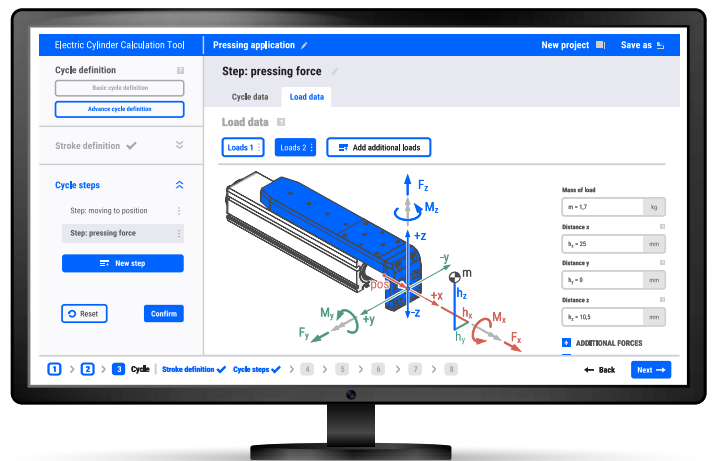 Electric Cylinder Calculation Tool
Pressing application
New project
Save as
Cycle definition
Basic cycle definition
Advance cycle definition
Stroke definition
Cycle steps
Step: moving to position
Step: pressing force
New step
Reset
Confirm
Step: pressing force
Cycle data
Load data
Load data
Loads 1
Loads 2
Add additional loads
Fz
Mz
+z
-y
pos
m
+x
hz
My
+y
-z
hx
Mx
Fy
hy
Fx
Mass of load
m = 1,7 kg
Distance x
hx = 25 mm
Distance y
hy = 0 mm
Distance z
hz = 10,5 mm
+ ADDITIONAL FORCES
1 > 2 > 3 Cycle Stroke definition Cycle steps > 4 > 5 > 6 > 7 > 8
← Back
Next →